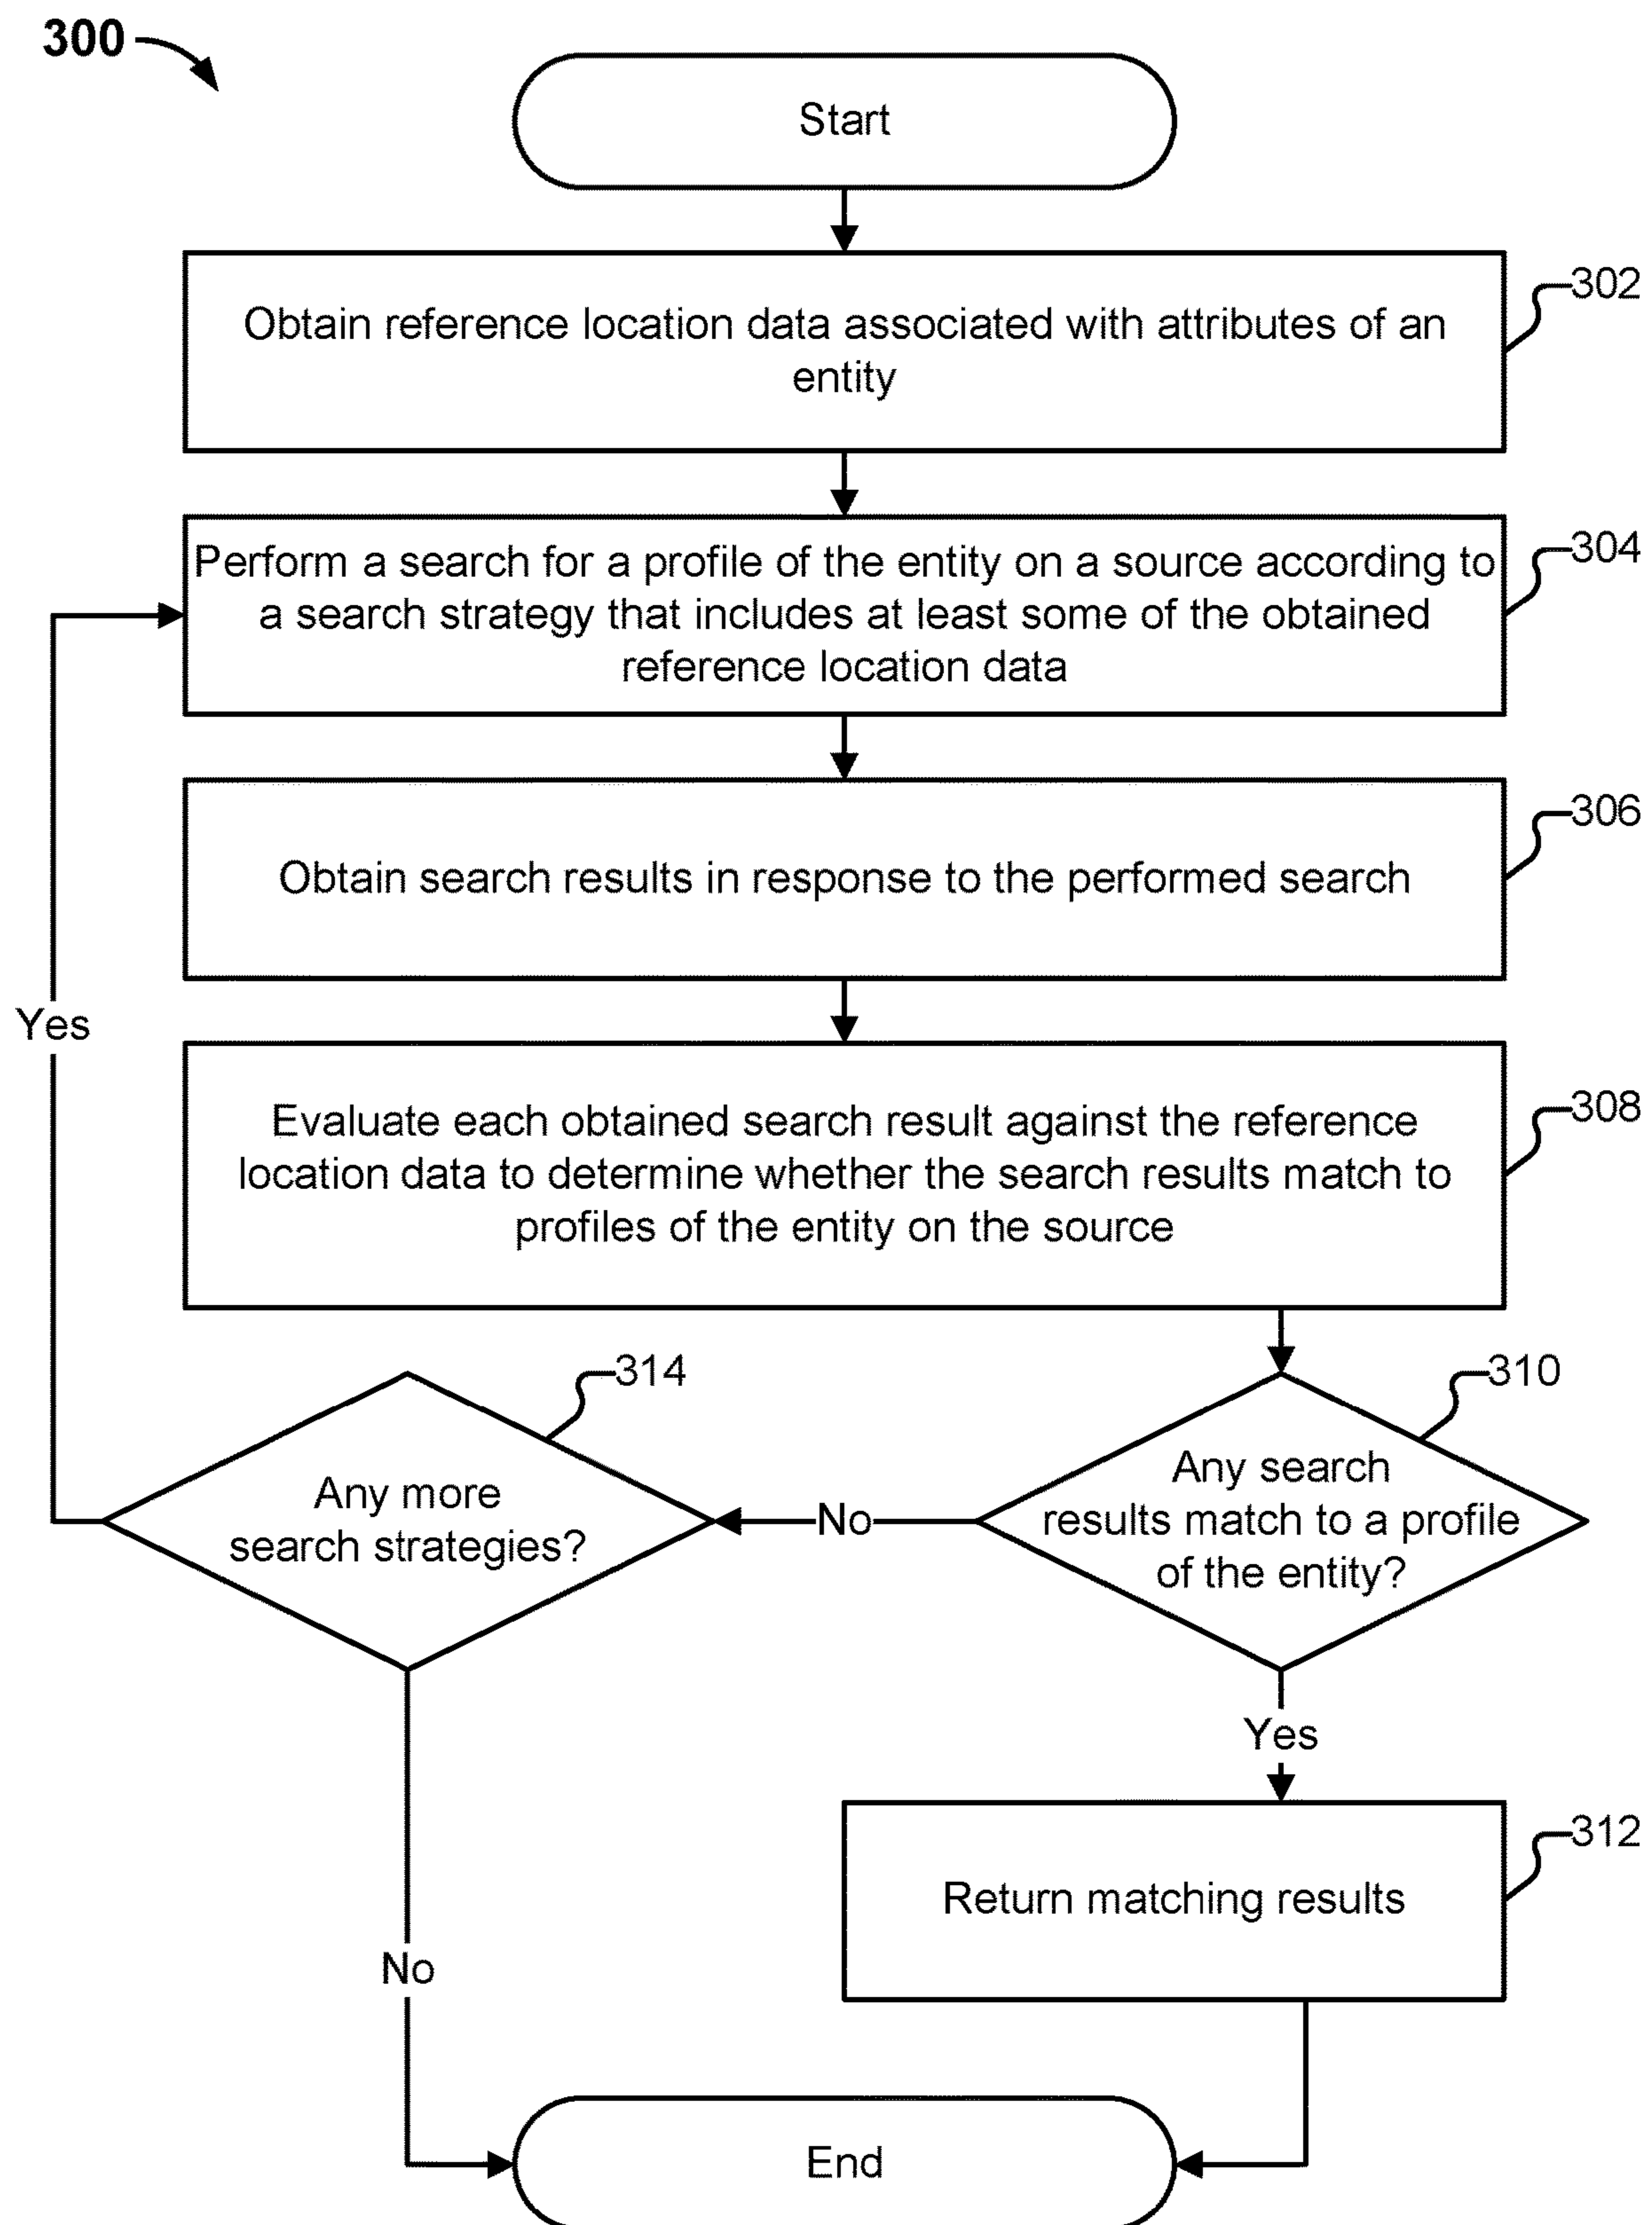 300
Start
Obtain reference location data associated with attributes of an
entity
302
Perform a search for a profile of the entity on a source according to
a search strategy that includes at least some of the obtained
reference location data
304
Obtain search results in response to the performed search
306
Evaluate each obtained search result against the reference
location data to determine whether the search results match to
profiles of the entity on the source
308
Yes
314
Any more
search strategies?
No
310
Any search
results match to a profile
of the entity?
Yes
312
Return matching results
No
End